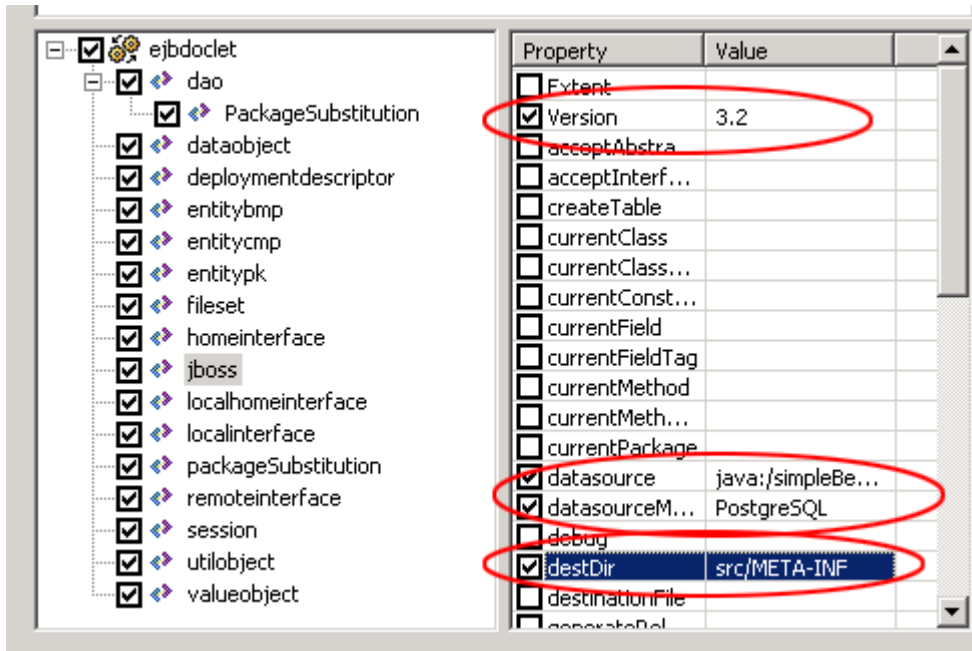 ejbdoclet
dao
PackageSubstitution
dataobject
deploymentdescriptor
entitybmp
entitycmp
entitypk
fileset
homeinterface
jboss
localhomeinterface
localinterface
packageSubstitution
remoteinterface
session
utilobject
valueobject
Property Value
Extent
Version 3.2
acceptAbstra...
acceptInterf...
createTable
currentClass
currentClass...
currentConst...
currentField
currentFieldTag
currentMethod
currentMeth...
currentPackage
datasource java:/simpleBe...
datasourceM... PostgreSQL
debug
destDir src/META-INF
destinationFile